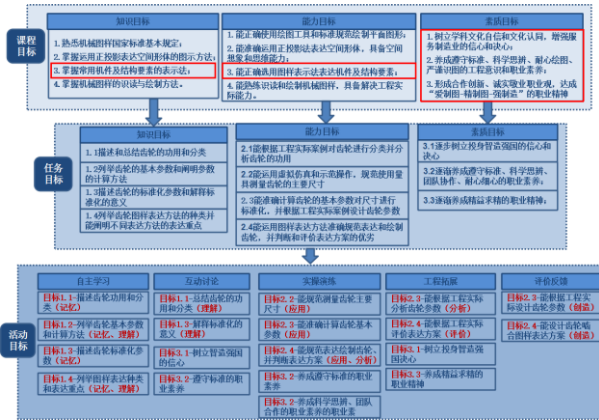 课程
目标
知识目标
1. 熟悉机械图样国家标准基本规定；
2. 掌握运用正投影表达空间形体的图示方法；
3. 掌握常用机件及结构要素的表示法；
4. 掌握机械图样的识读与绘制方法。
能力目标
1. 能正确使用绘图工具和标准规范绘制平面图形；
2. 能准确运用正投影法表达空间形体、具备空间
想象和思维能力；
3. 能正确选用图样表示法表达机件及结构要素；
4. 能熟练识读和绘制机械图样，具备解决工程实
际能力。
素质目标
1. 树立学科文化自信和文化认同，增强服
务制造业的信心和决心；
2. 养成遵守标准、科学思辨、耐心绘图、
严谨识图的工程意识和职业素养；
3. 形成合作创新、诚实敬业职业观，达成
“爱制图-精制图-强制造”的职业精神
任务
目标
知识目标
1.1描述和总结齿轮的功用和分类
1.2列举齿轮的基本参数和阐明参数
的计算方法
1.3描述齿轮的标准化参数和解释标
准化的意义
1.4列举齿轮图样表达方法的种类并
能阐明不同表达方法的表达重点
能力目标
2.1能根据工程实际案例对齿轮进行分类并分
析齿轮的功用
2.2能运用虚拟仿真和示范操作，规范使用量
具测量齿轮的主要尺寸
2.3能准确计算齿轮的基本参数对尺寸进行
标准化，并根据工程实际案例设计齿轮参数
2.4能运用图样表达方法准确规范表达和绘制
齿轮，并判断和评价表达方案的优劣
素质目标
3.1逐步树立投身智造强国的信心和
决心
3.2逐渐养成遵守标准、科学思辨、
团队协作、耐心细心的职业素养；
3.3逐渐养成精益求精的职业精神；
活动
目标
自主学习
目标1.1-描述齿轮功用和分
类（记忆）
目标1.2-列举齿轮基本参数
和计算方法（记忆、理解）
目标1.3-描述齿轮标准化参
数（记忆）
目标1.4-列举图样表达种类
和表达重点（记忆、理解）
互动讨论
目标1.1-总结齿轮的功
用和分类（理解）
目标1.3-解释标准化的
意义（理解）
目标3.1-树立智造强国
的信心
目标3.2-遵守标准的职
业素养
实操演练
目标2.2-能规范测量齿轮主要
尺寸（应用）
目标2.3-能准确计算齿轮基本
参数（应用）
目标2.4-能规范表达绘制齿轮、
并判断表达方案（应用、分析）
目标3.2-养成遵守标准的职业
素养
目标3.2-养成科学思辨、团队
合作的职业素养的职业素
工程拓展
目标2.3-能根据工程实际
分析齿轮参数（分析）
目标2.4-能根据工程实际
评价表达方案（评价）
目标3.1-树立投身智造强
国决心
目标3.3-养成精益求精的
职业精神
评价反馈
目标2.3-能根据工程实
际设计齿轮参数（创造）
目标2.4-能设计齿轮啮
合图样表达方案（创造）